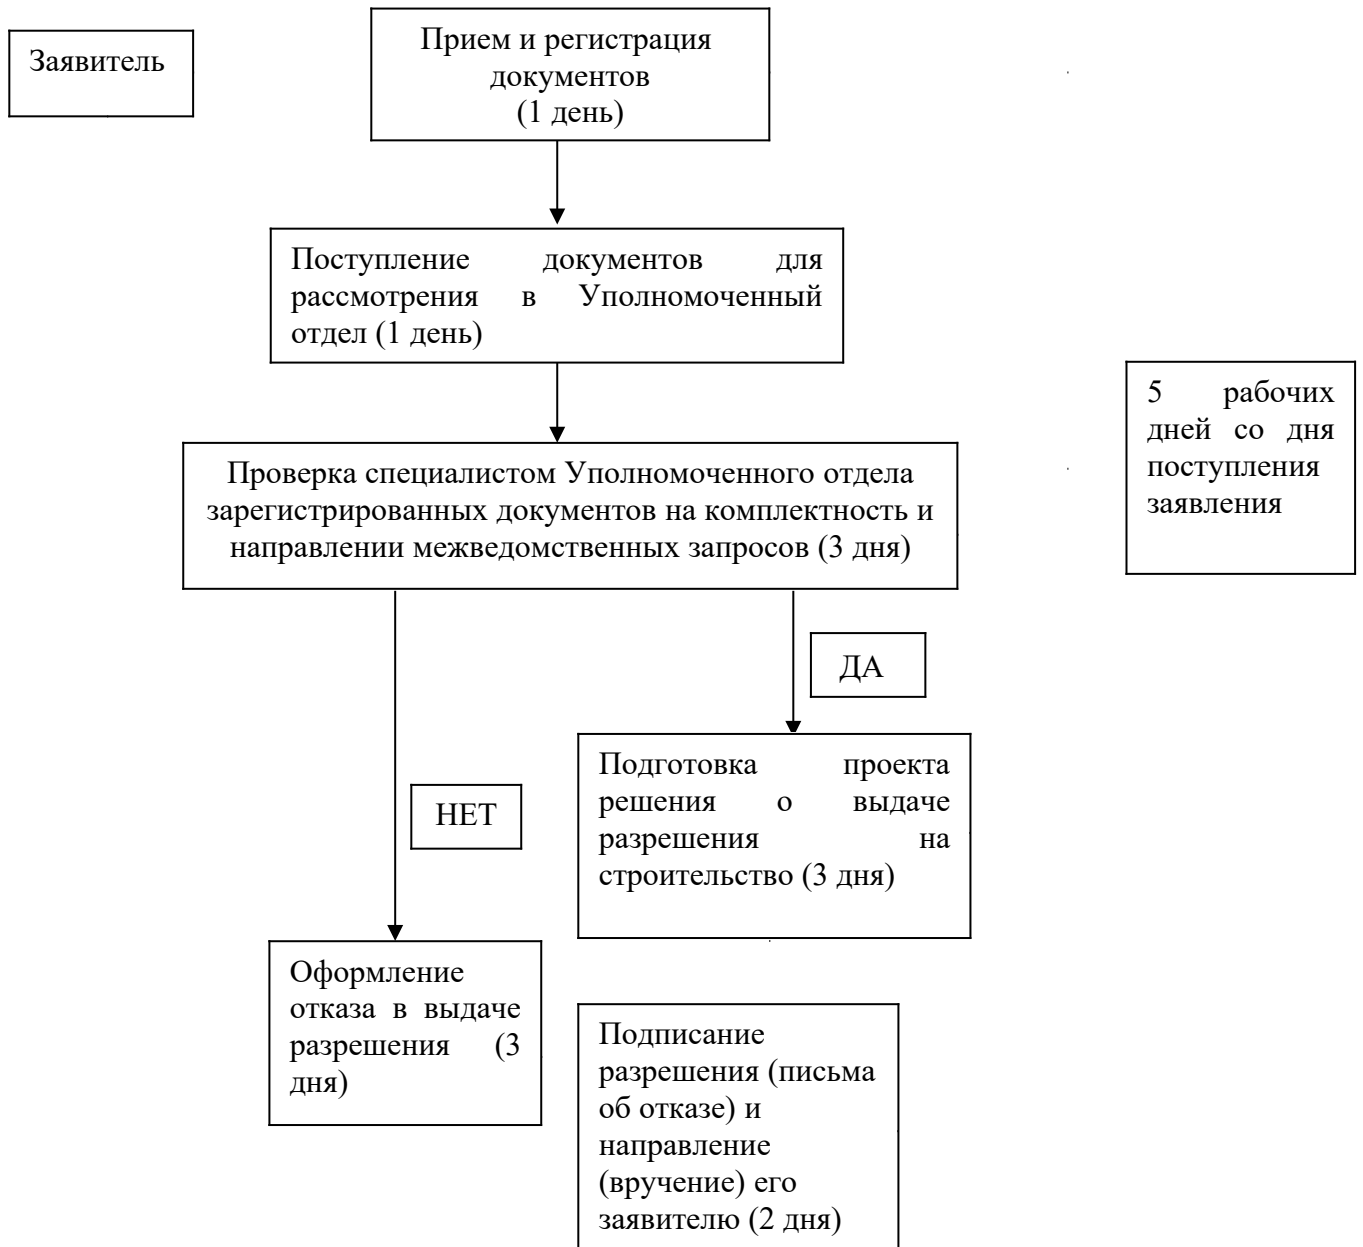 Заявитель
Прием и регистрация
документов
(1 день)
Поступление документов для
рассмотрения в Уполномоченный
отдел (1 день)
5 рабочих
дней со дня
поступления
заявления
Проверка специалистом Уполномоченного отдела
зарегистрированных документов на комплектность и
направлении межведомственных запросов (3 дня)
ДА
НЕТ
Подготовка проекта
решения о выдаче
разрешения на
строительство (3 дня)
Оформление
отказа в выдаче
разрешения (3
дня)
Подписание
разрешения (письма
об отказе) и
направление
(вручение) его
заявителю (2 дня)